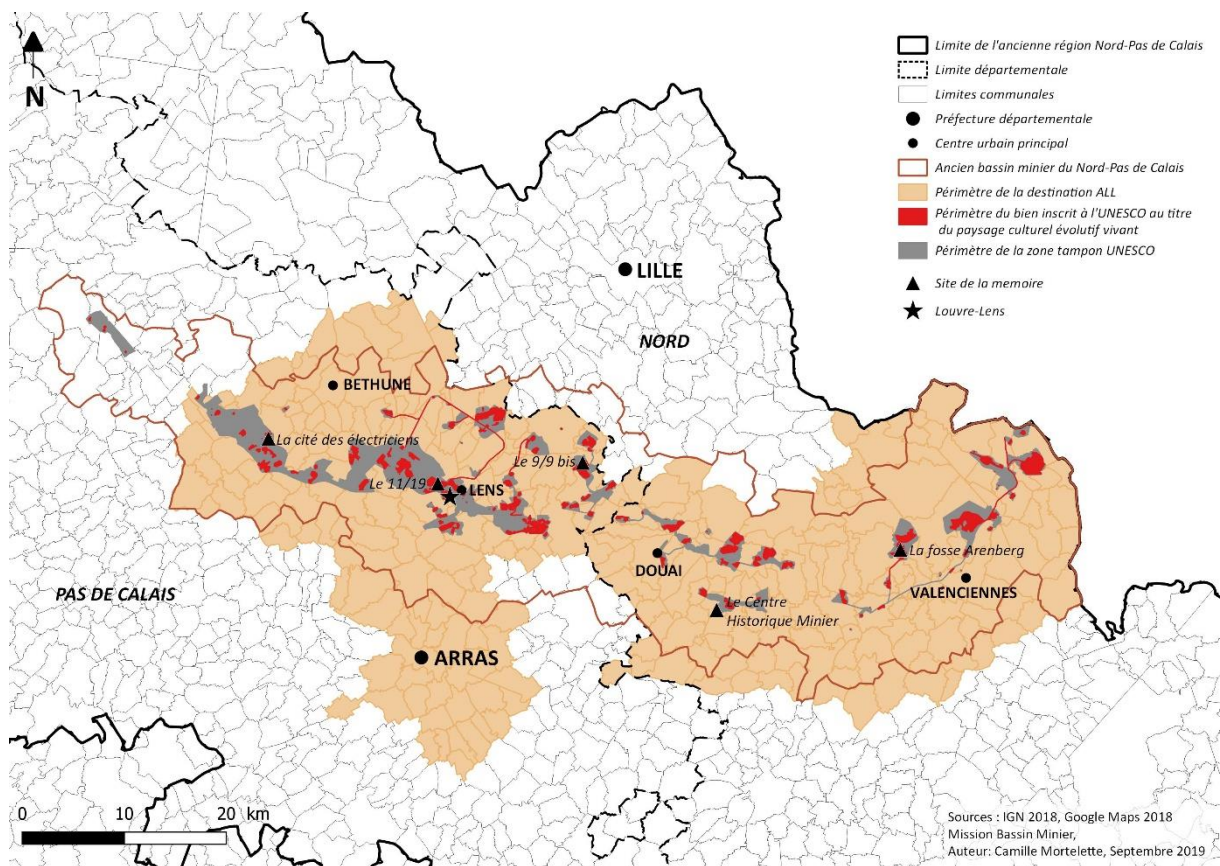 N
Limite de l'ancienne région Nord-Pas de Calais
Limite départementale
Limites communales
Préfecture départementale
Centre urbain principal
Ancien bassin minier du Nord-Pas de Calais
Périmètre de la destination ALL
Périmètre du bien inscrit à l'UNESCO au titre
du paysage culturel évolutif vivant
Périmètre de la zone tampon UNESCO
Site de la memoire
Louvre-Lens
LILLE
NORD
BETHUNE
La cité des électriciens
Le 9/9 bis
Le 11/19
LENS
La fosse Arenberg
DOUAI
VALENCIENNES
PAS DE CALAIS
Le Centre
Historique Minier
ARRAS
0 10 20 km
Sources : IGN 2018, Google Maps 2018
Mission Bassin Minier,
Auteur: Camille Mortelette, Septembre 2019